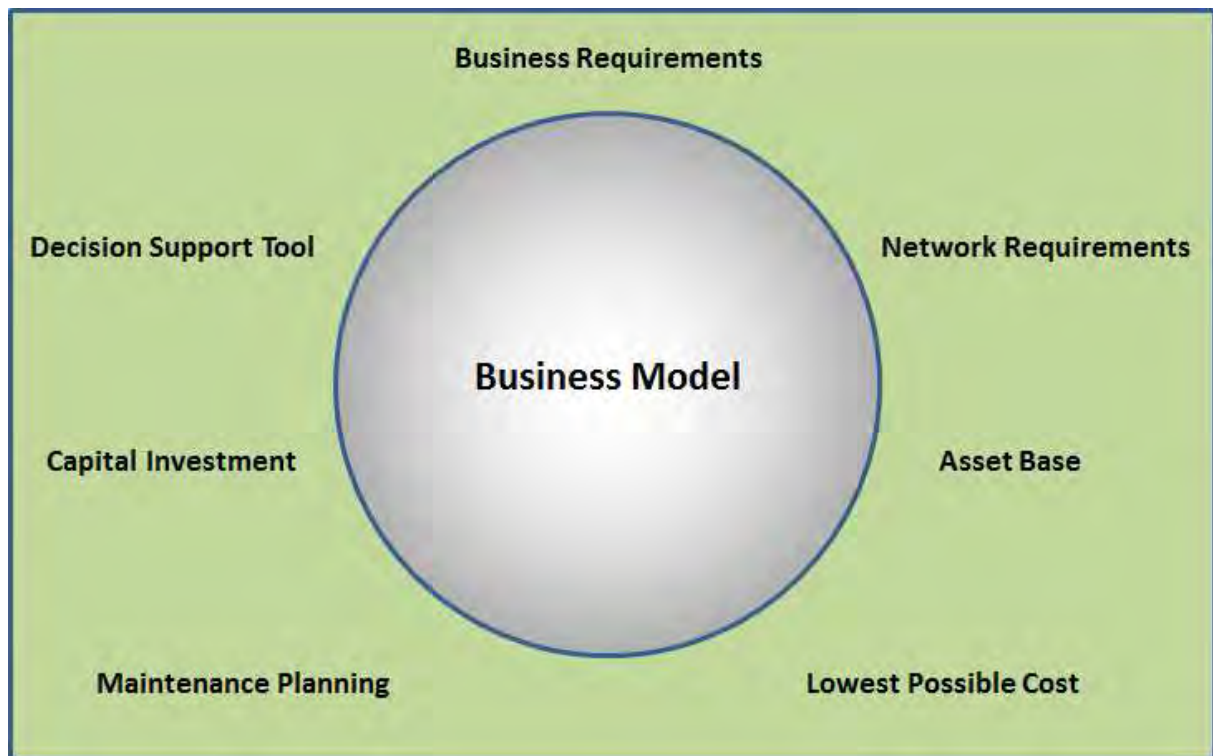 Business Requirements
Decision Support Tool
Network Requirements
Business Model
Capital Investment
Asset Base
Maintenance Planning
Lowest Possible Cost